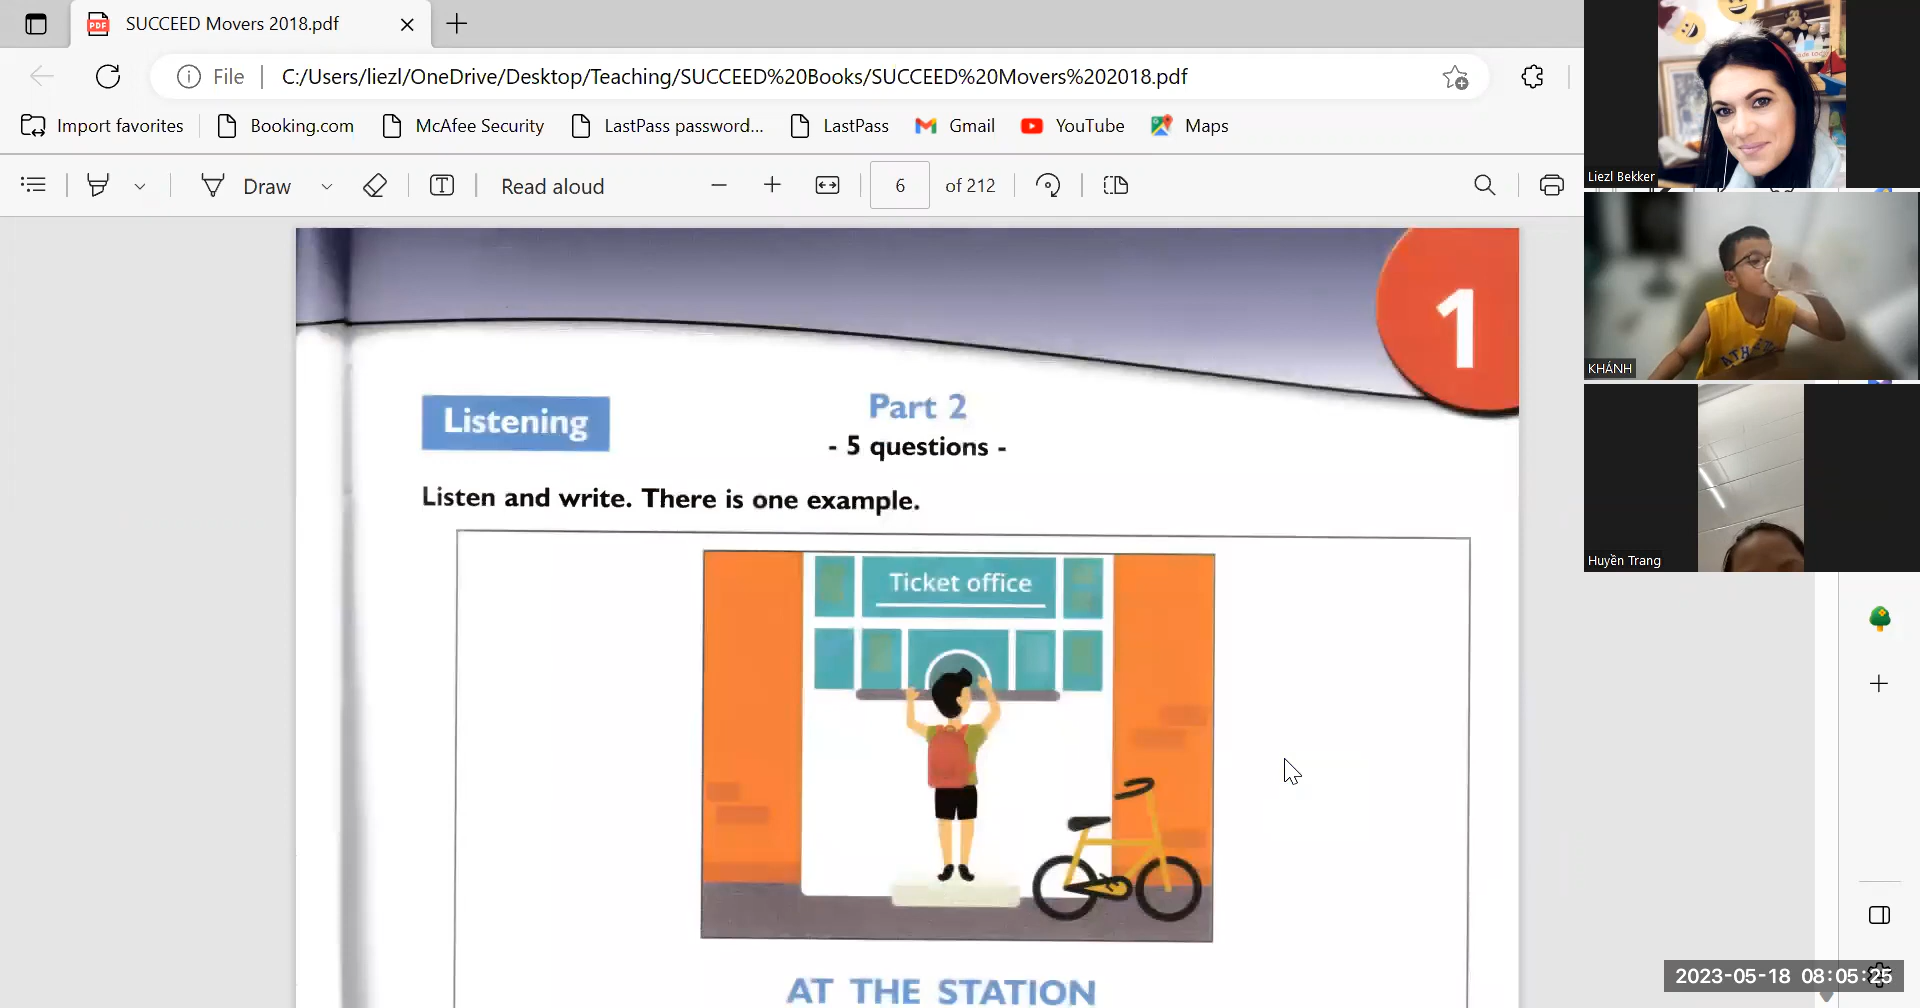 SUCCEED Movers 2018.pdf
File
C:/Users/liezl/OneDrive/Desktop/Teaching/SUCCEED%20Books/SUCCEED%20Movers%202018.pdf
Import favorites
Booking.com
McAfee Security
LastPass password...
LastPass
Gmail
YouTube
Maps
Draw
Read aloud
6 of 212
1
Listening
Part 2
- 5 questions -
Listen and write. There is one example.
Ticket office
AT THE STATION
Liezl Bekker
KHÁNH
Huyền Trang
2023-05-18 08:05:25